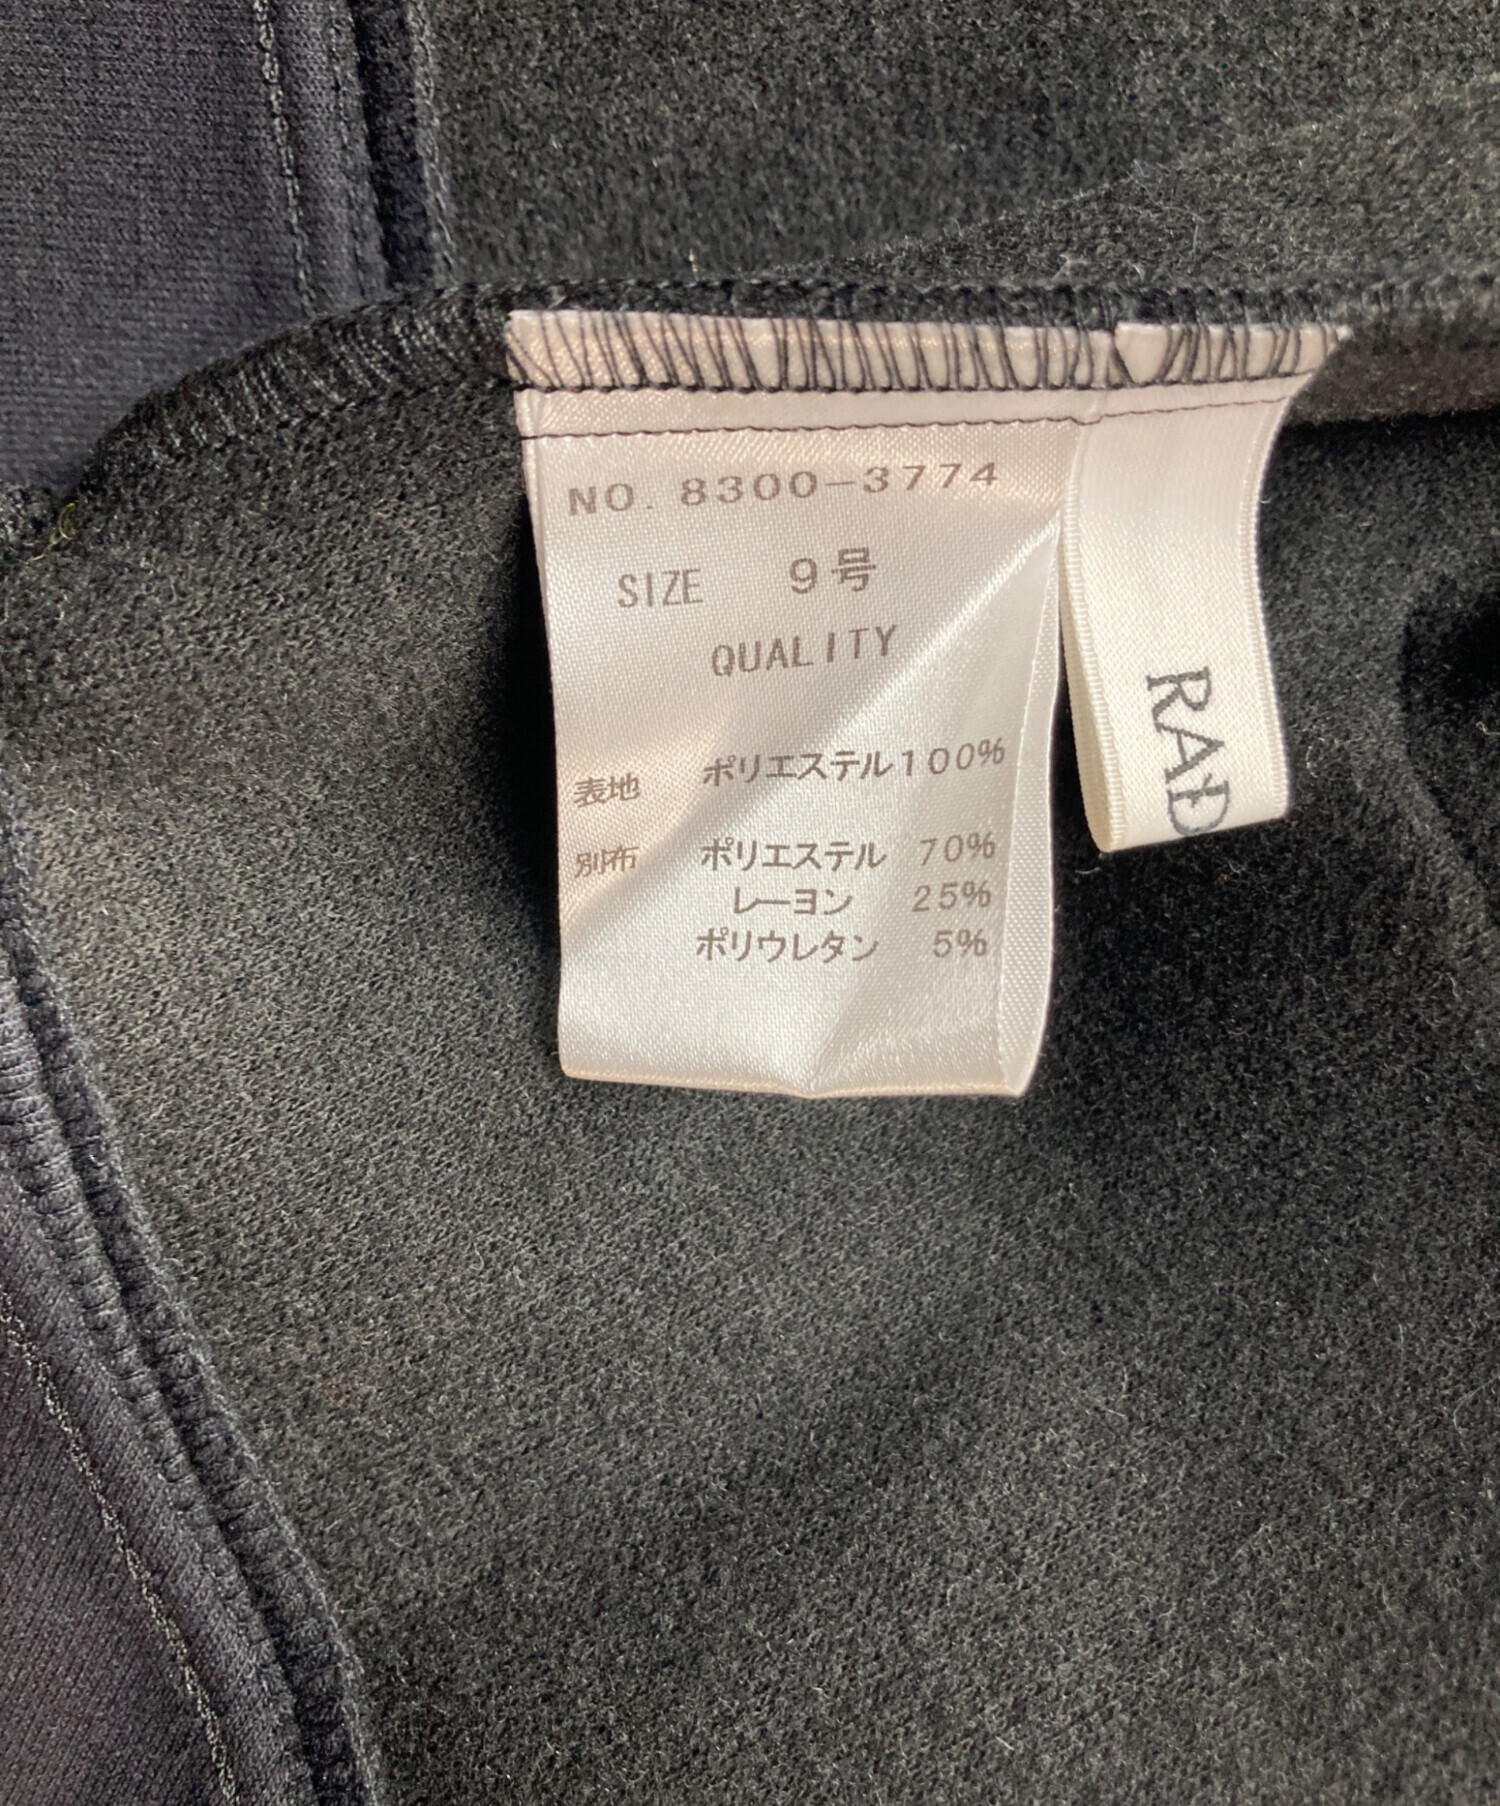 NO. 8300-3774
SIZE 9号
QUALITY
表地 ポリエステル100%
別布 ポリエステル 70%
レーヨン 25%
ポリウレタン 5%
RAD